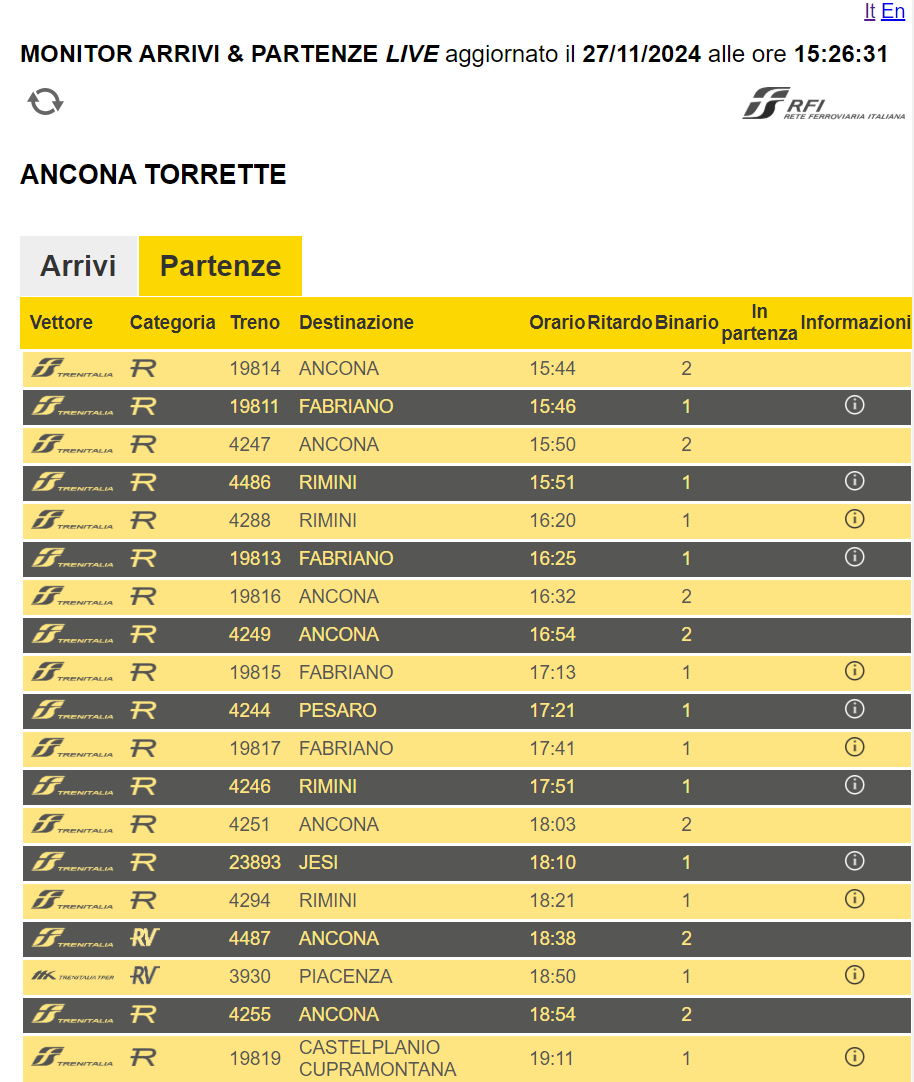 It En
MONITOR ARRIVI & PARTENZE LIVE aggiornato il 27/11/2024 alle ore 15:26:31
RFI
RETE FERROVIARIA ITALIANA
ANCONA TORRETTE
Arrivi Partenze
Vettore Categoria Treno Destinazione Orario Ritardo Binario In partenza Informazioni
TRENITALIA R 19814 ANCONA 15:44 2
TRENITALIA R 19811 FABRIANO 15:46 1 i
TRENITALIA R 4247 ANCONA 15:50 2
TRENITALIA R 4486 RIMINI 15:51 1 i
TRENITALIA R 4288 RIMINI 16:20 1 i
TRENITALIA R 19813 FABRIANO 16:25 1 i
TRENITALIA R 19816 ANCONA 16:32 2
TRENITALIA R 4249 ANCONA 16:54 2
TRENITALIA R 19815 FABRIANO 17:13 1 i
TRENITALIA R 4244 PESARO 17:21 1 i
TRENITALIA R 19817 FABRIANO 17:41 1 i
TRENITALIA R 4246 RIMINI 17:51 1 i
TRENITALIA R 4251 ANCONA 18:03 2
TRENITALIA R 23893 JESI 18:10 1 i
TRENITALIA R 4294 RIMINI 18:21 1 i
TRENITALIA RV 4487 ANCONA 18:38 2
TRENITALIA TPER RV 3930 PIACENZA 18:50 1 i
TRENITALIA R 4255 ANCONA 18:54 2
TRENITALIA R 19819 CASTELPLANIO CUPRAMONTANA 19:11 1 i